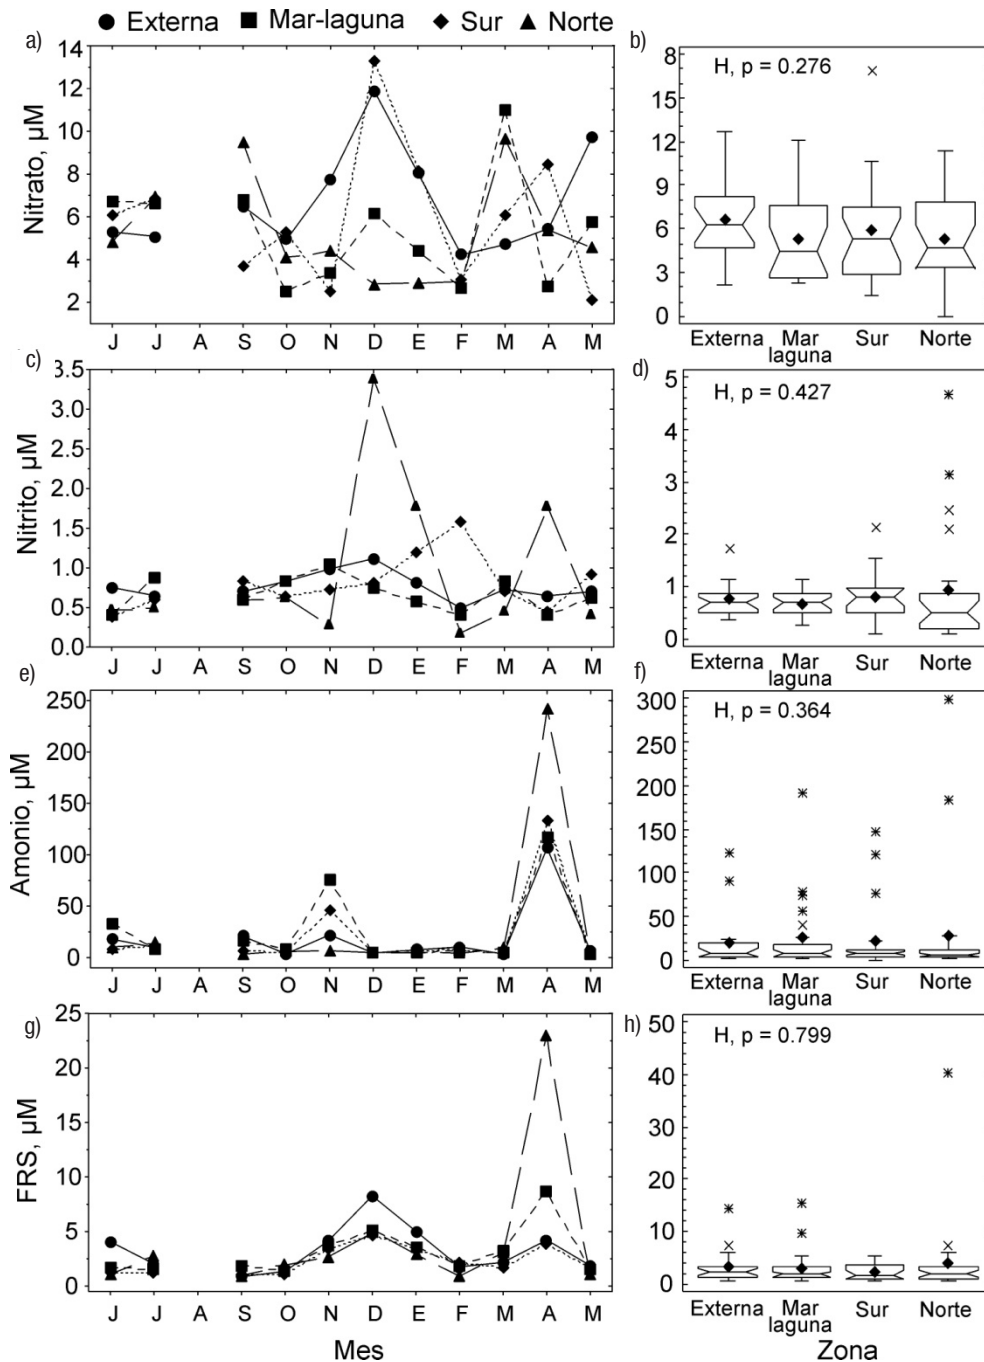 Externa Mar-laguna Sur Norte
a)
Nitrato, µM
14
12
10
8
6
4
2
J J A S O N D E F M A M
b)
H, p = 0.276
8
15
12
9
6
3
0
Externa Mar laguna Sur Norte
c)
Nitrito, µM
3.5
3.0
2.5
2.0
1.5
1.0
0.5
0.0
J J A S O N D E F M A M
d)
H, p = 0.427
5
4
3
2
1
0
Externa Mar laguna Sur Norte
e)
Amonio, µM
250
200
150
100
50
0
J J A S O N D E F M A M
f)
H, p = 0.364
300
250
200
150
100
50
0
Externa Mar laguna Sur Norte
g)
FRS, µM
25
20
15
10
5
0
J J A S O N D E F M A M
Mes
h)
H, p = 0.799
50
40
30
20
10
0
Externa Mar laguna Sur Norte
Zona